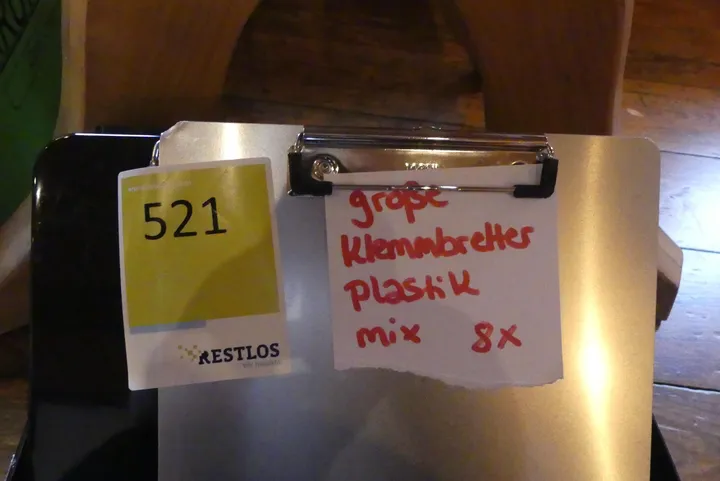 521
RESTLOS
große
Klemmbretter
plastik
mix 8x